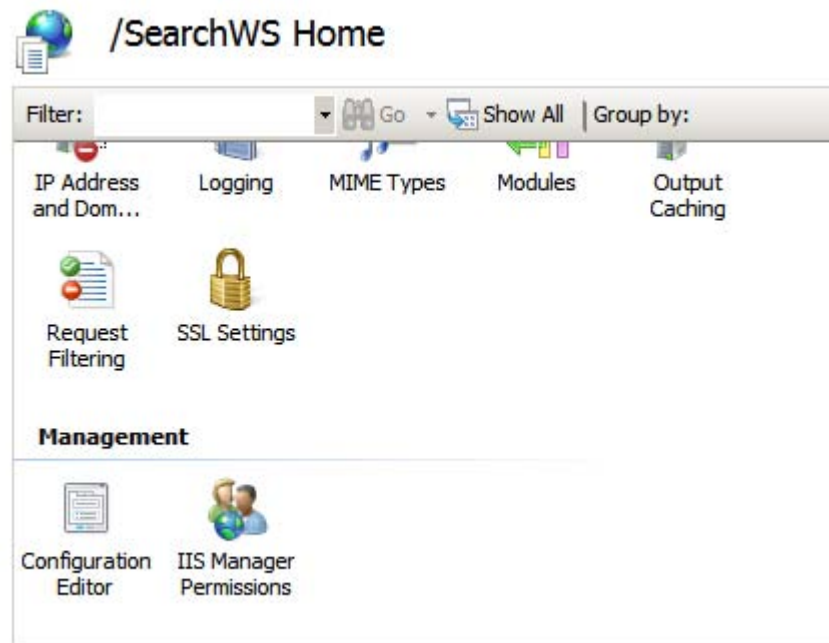 /SearchWS Home
Filter: Go Show All Group by:
IP Address and Dom...
Logging
MIME Types
Modules
Output Caching
Request Filtering
SSL Settings
Management
Configuration Editor
IIS Manager Permissions